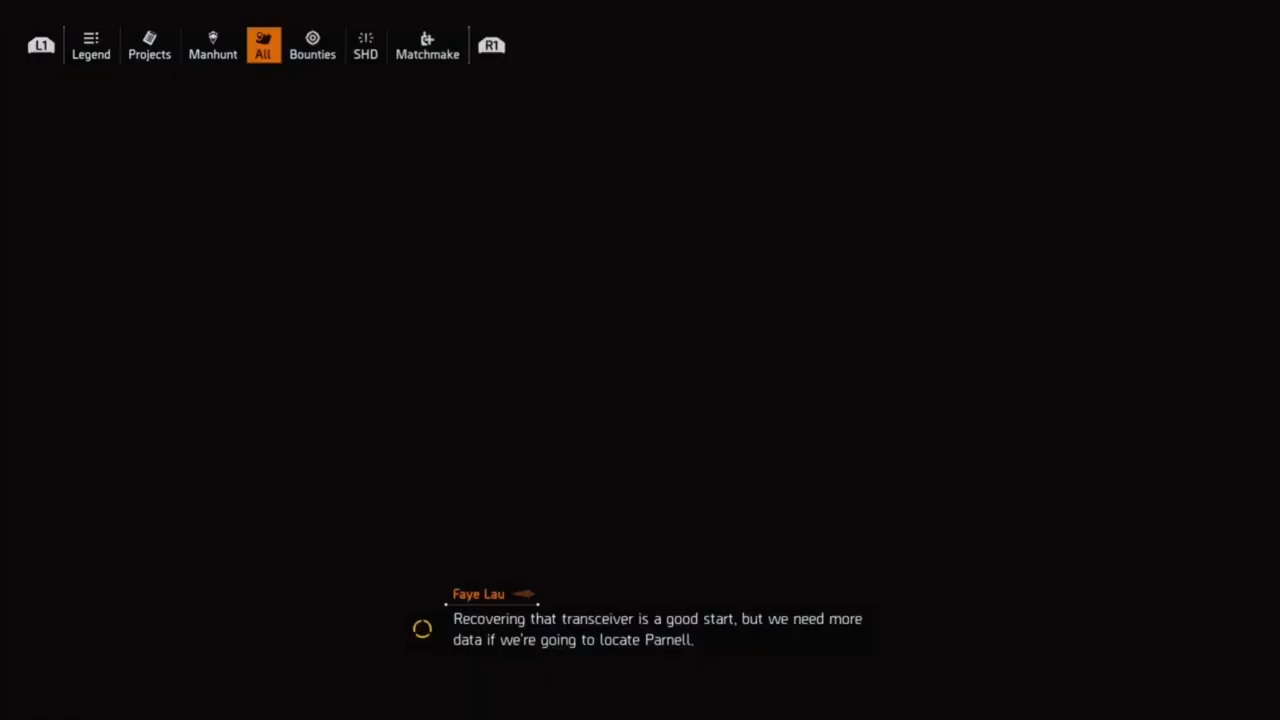 L1 Legend Projects Manhunt All Bounties SHD Matchmake R1
Faye Lau
Recovering that transceiver is a good start, but we need more
data if we're going to locate Parnell.